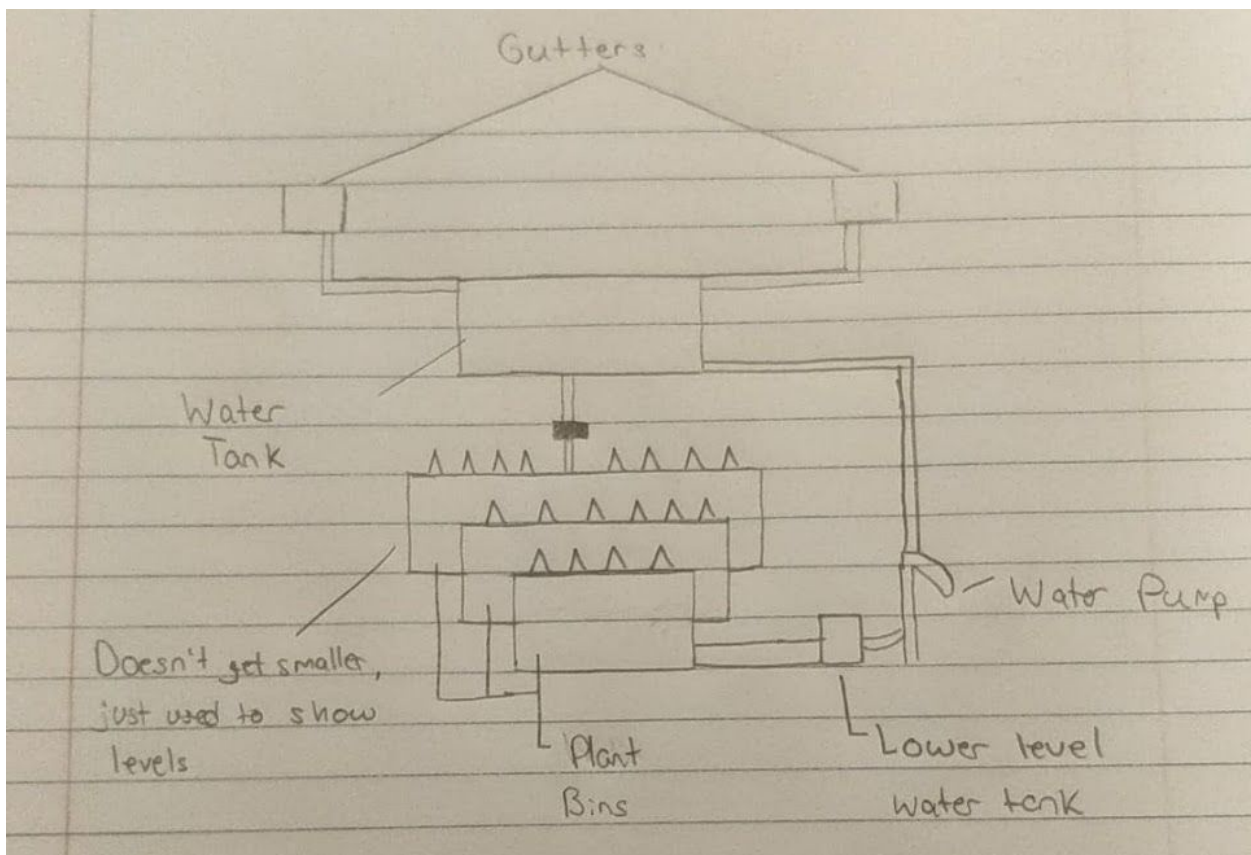 Gutters
Water
Tank
Water Pump
Doesn't get smaller,
just used to show
levels
Plant
Bins
Lower level
water tank